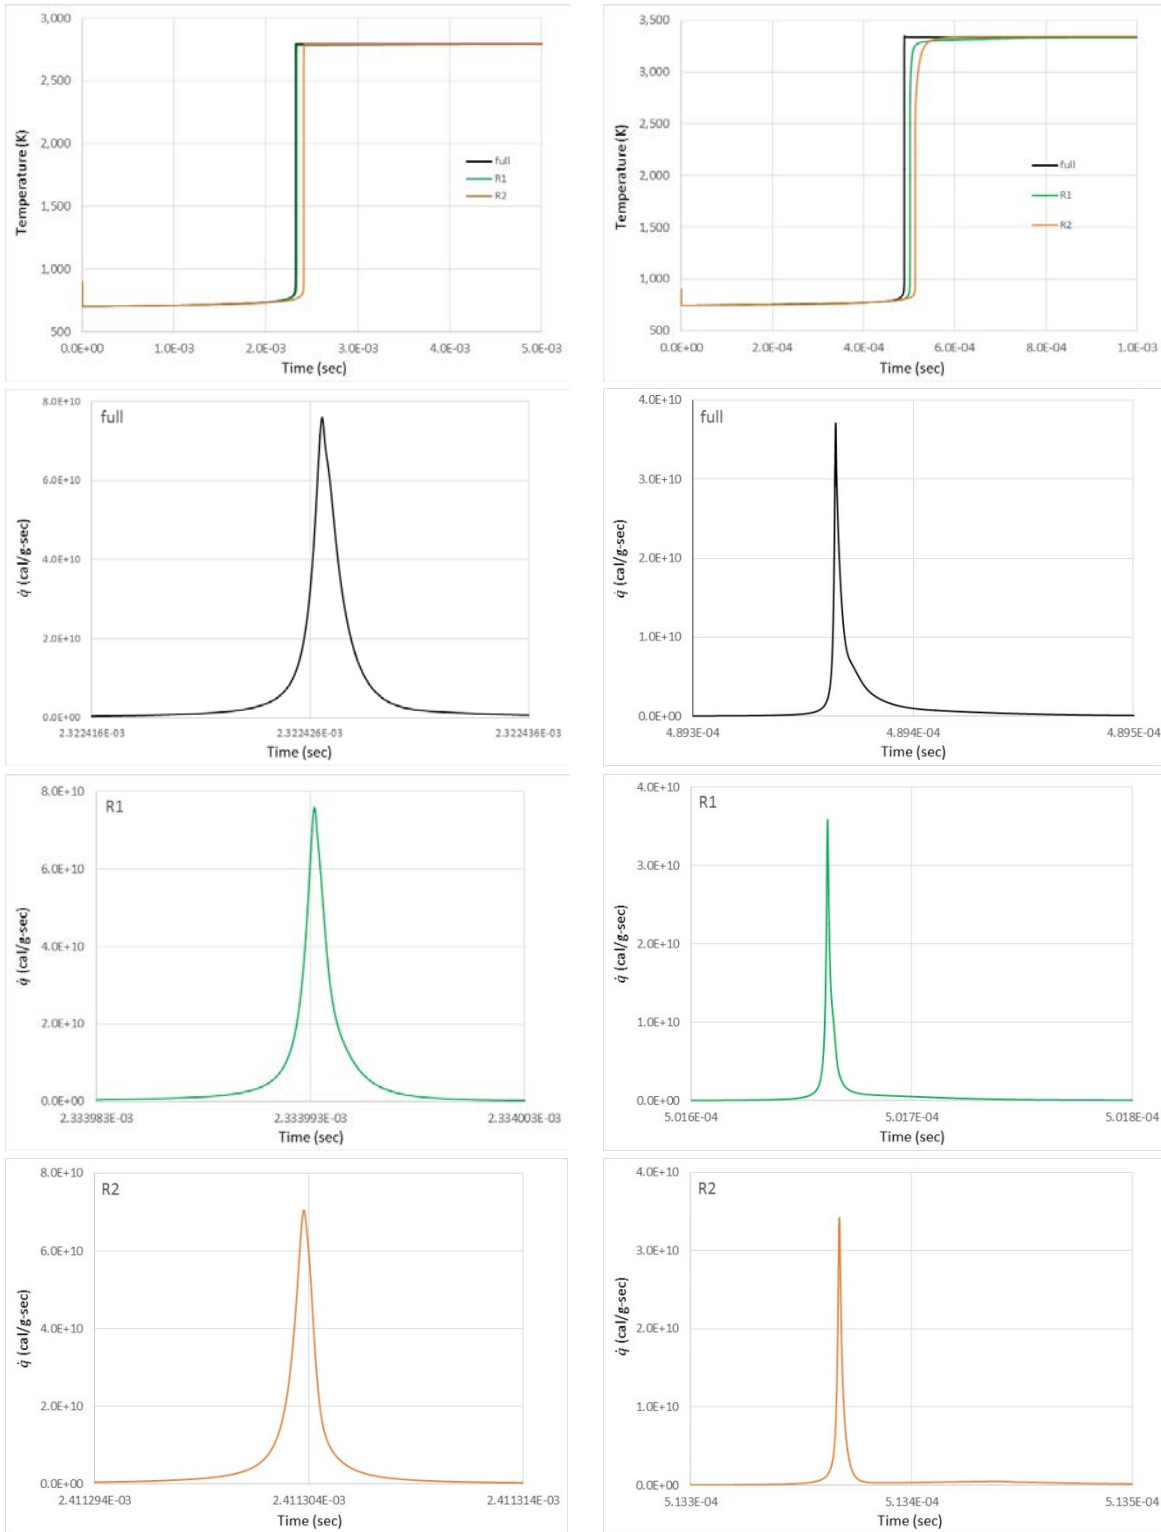 3,000
2,500
2,000
1,500
1,000
500
Temperature (K)
full
R1
R2
0.0E+00 1.0E-03 2.0E-03 3.0E-03 4.0E-03 5.0E-03
Time (sec)
3,500
3,000
2,500
2,000
1,500
1,000
500
Temperature (K)
full
R1
R2
0.0E+00 2.0E-04 4.0E-04 6.0E-04 8.0E-04 1.0E-03
Time (sec)
full
8.0E+10
6.0E+10
4.0E+10
2.0E+10
0.0E+00
q̇ (cal/g-sec)
2.322416E-03 2.322426E-03 2.322436E-03
Time (sec)
full
4.0E+10
3.0E+10
2.0E+10
1.0E+10
0.0E+00
q̇ (cal/g-sec)
4.893E-04 4.894E-04 4.895E-04
Time (sec)
R1
8.0E+10
6.0E+10
4.0E+10
2.0E+10
0.0E+00
q̇ (cal/g-sec)
2.333983E-03 2.339993E-03 2.334003E-03
Time (sec)
R1
4.0E+10
3.0E+10
2.0E+10
1.0E+10
0.0E+00
q̇ (cal/g-sec)
5.016E-04 5.017E-04 5.018E-04
Time (sec)
R2
8.0E+10
6.0E+10
4.0E+10
2.0E+10
0.0E+00
q̇ (cal/g-sec)
2.411294E-03 2.411304E-03 2.411314E-03
Time (sec)
R2
4.0E+10
3.0E+10
2.0E+10
1.0E+10
0.0E+00
q̇ (cal/g-sec)
5.133E-04 5.134E-04 5.135E-04
Time (sec)